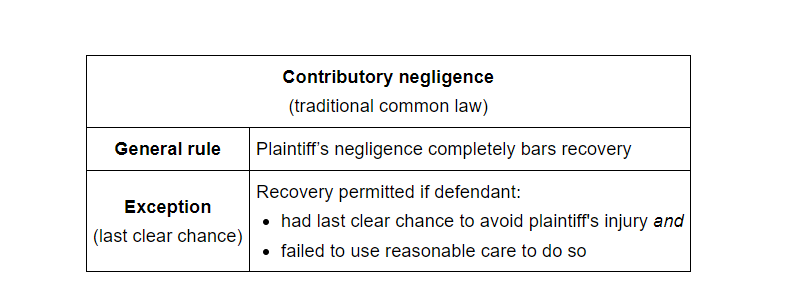 Contributory negligence
(traditional common law)
General rule
Plaintiff’s negligence completely bars recovery
Exception
(last clear chance)
Recovery permitted if defendant:
• had last clear chance to avoid plaintiff's injury and
• failed to use reasonable care to do so